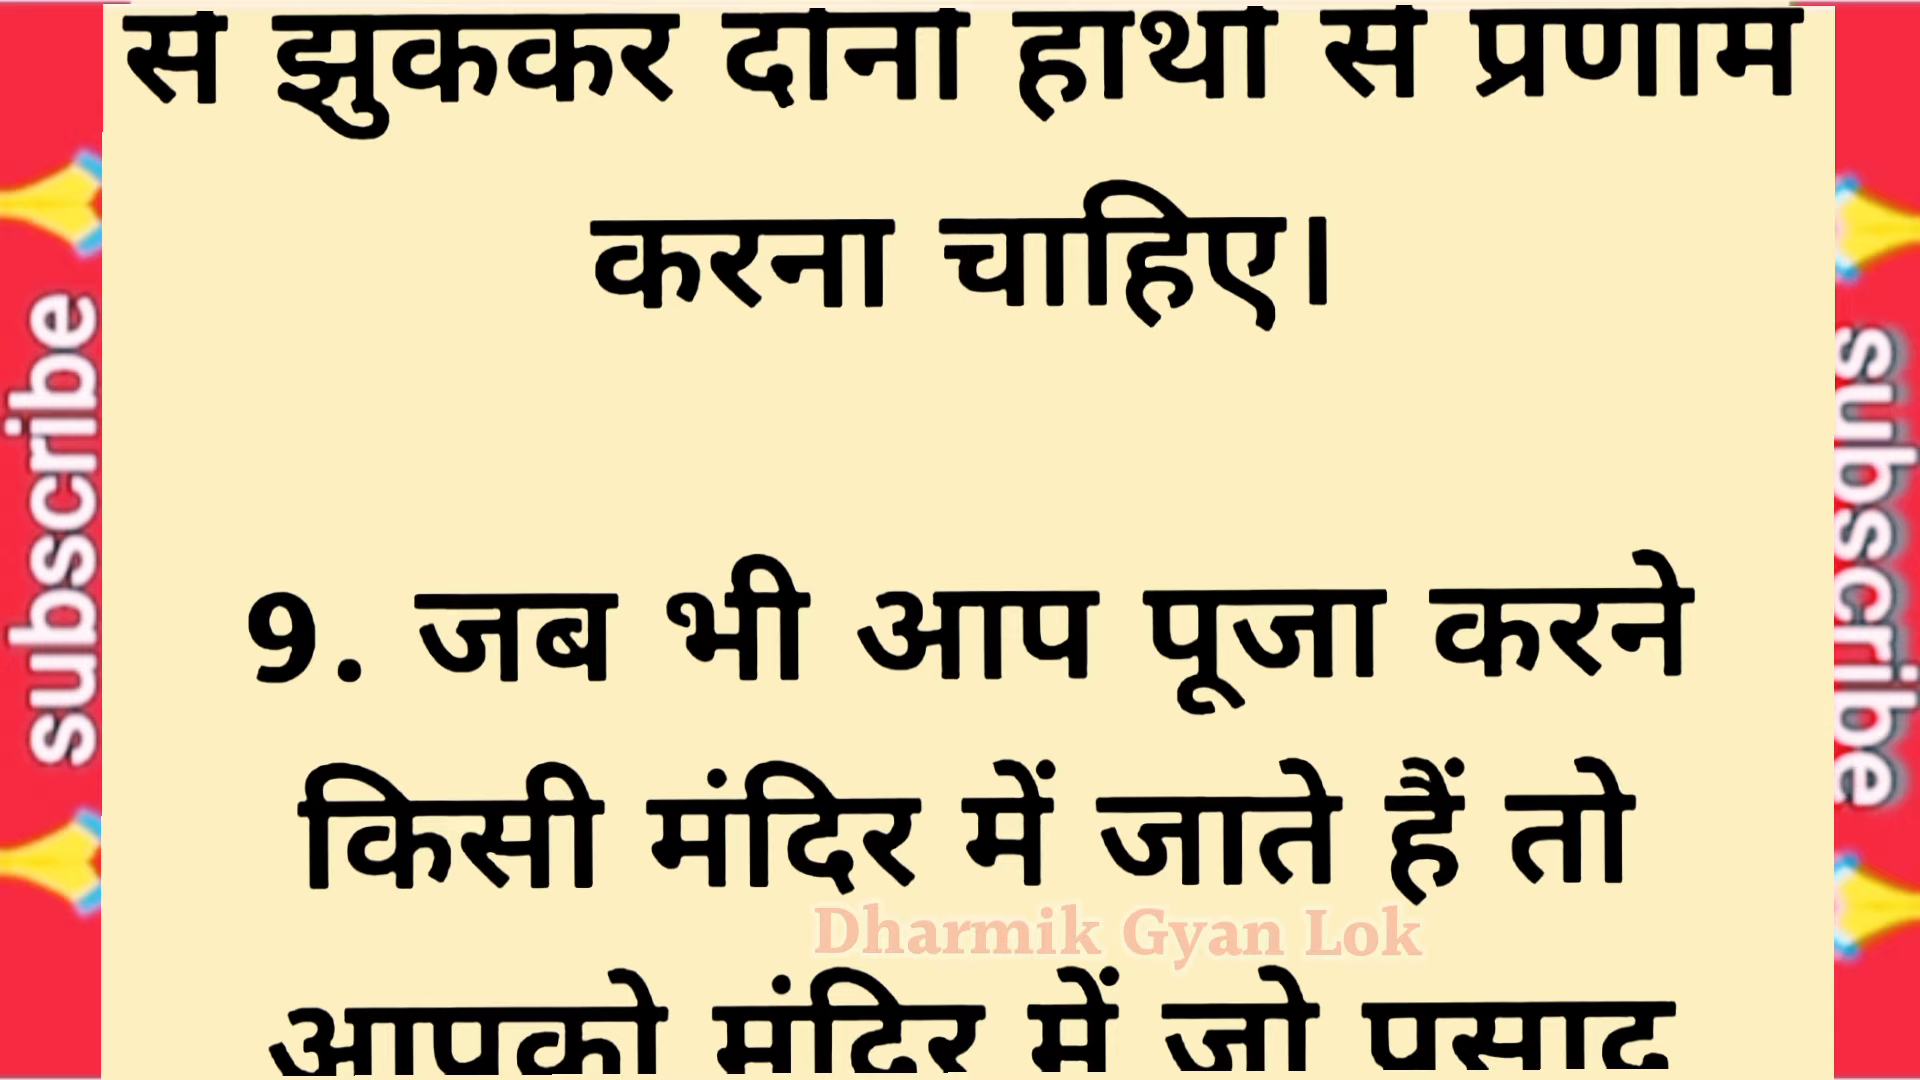 से झुककर दोनों हाथों से प्रणाम
करना चाहिए।
9. जब भी आप पूजा करने
किसी मंदिर में जाते हैं तो
Dharmik Gyan Lok
आपको मंदिर में जो प्रसाद
subscribe
subscribe